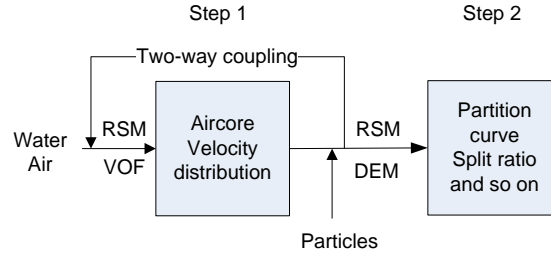 Step 1
Step 2
Two-way coupling
Water
Air
RSM
VOF
Aircore
Velocity
distribution
RSM
DEM
Particles
Partition
curve
Split ratio
and so on